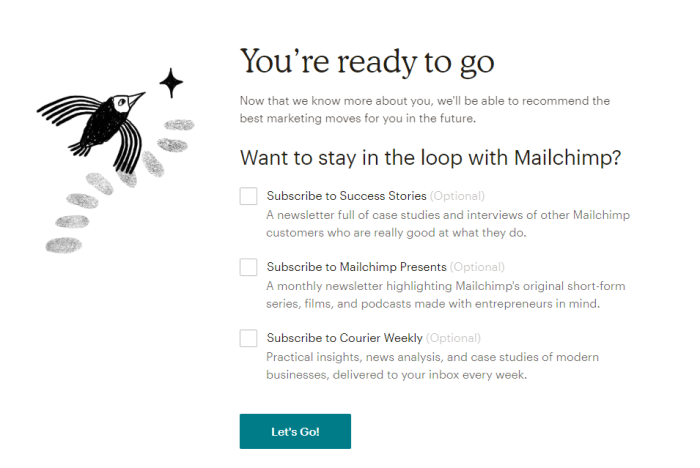 You’re ready to go
Now that we know more about you, we'll be able to recommend the
best marketing moves for you in the future.
Want to stay in the loop with Mailchimp?
Subscribe to Success Stories (Optional)
A newsletter full of case studies and interviews of other Mailchimp
customers who are really good at what they do.
Subscribe to Mailchimp Presents (Optional)
A monthly newsletter highlighting Mailchimp's original short-form
series, films, and podcasts made with entrepreneurs in mind.
Subscribe to Courier Weekly (Optional)
Practical insights, news analysis, and case studies of modern
businesses, delivered to your inbox every week.
Let's Go!